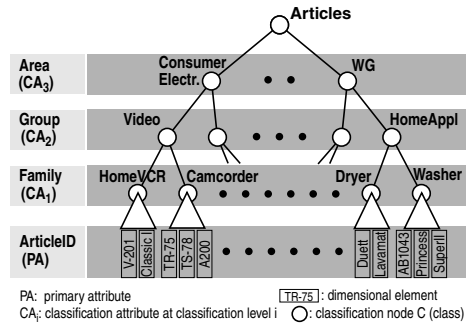 Articles
Area
(CA3)
Consumer
Electr.
WG
Group
(CA2)
Video
HomeAppl
Family
(CA1)
HomeVCR
Camcorder
Dryer
Washer
ArticleID
(PA)
V-201
Classic I
TR-75
TS-78
A200
Duett
Lavamat
AB1043
Princess
SuperII
PA: primary attribute
TR-75 : dimensional element
CAi: classification attribute at classification level i
: classification node C (class)